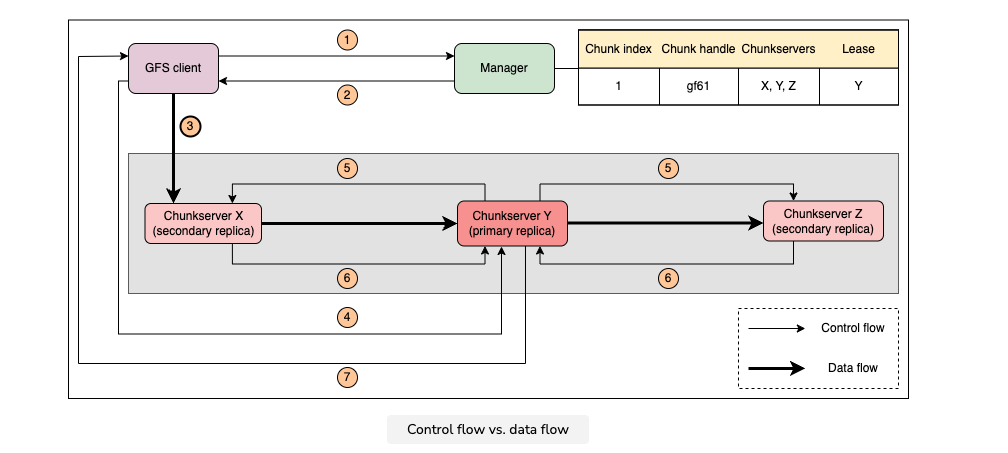 1
GFS client
Manager
2
Chunk index Chunk handle Chunkservers Lease
1 gf61 X, Y, Z Y
3
5
5
Chunkserver X
(secondary replica)
Chunkserver Y
(primary replica)
Chunkserver Z
(secondary replica)
6
6
4
7
Control flow
Data flow
Control flow vs. data flow